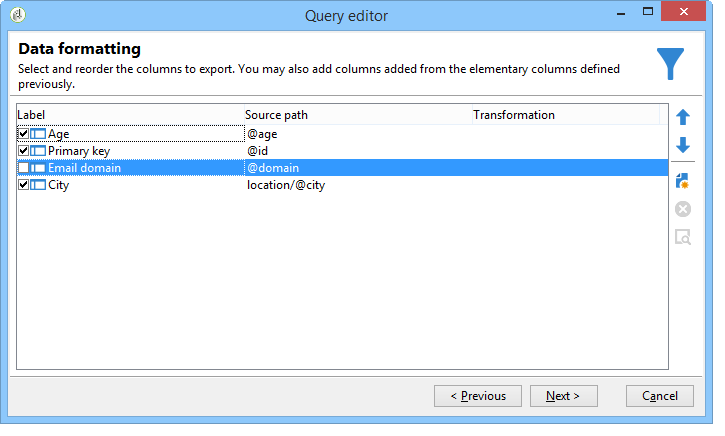 Query editor
Data formatting
Select and reorder the columns to export. You may also add columns added from the elementary columns defined
previously.
Label Source path Transformation
Age @age
Primary key @id
Email domain @domain
City location/@city
< Previous Next > Cancel